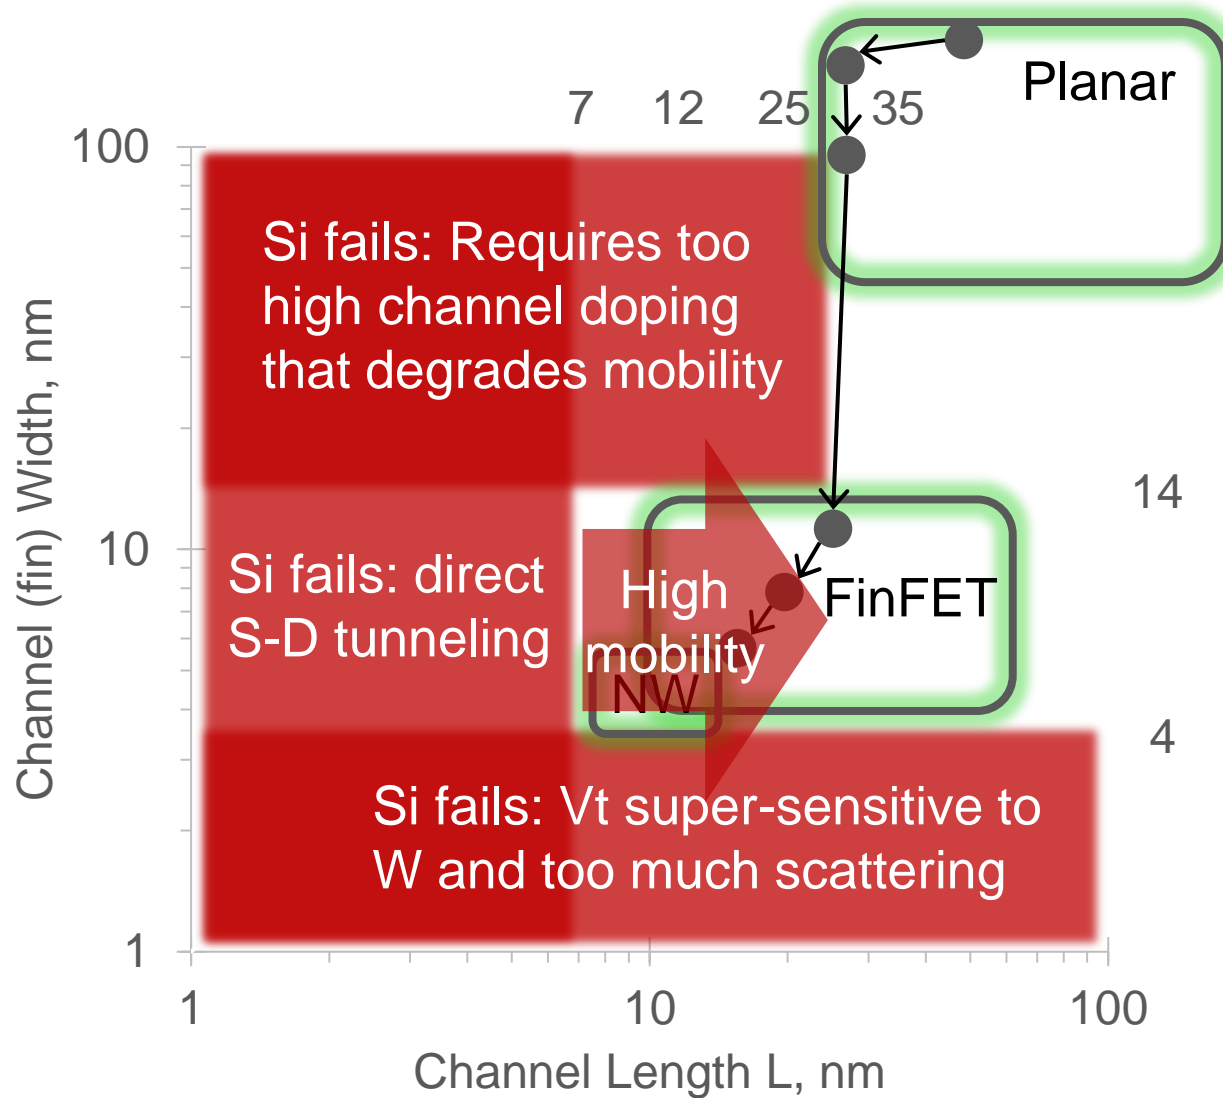 Planar
7 12 25 35
100
Si fails: Requires too
high channel doping
that degrades mobility
14
10
Si fails: direct
S-D tunneling
High
mobility
FinFET
NW
4
Si fails: Vt super-sensitive to
W and too much scattering
1
1 10 100
Channel Length L, nm
Channel (fin) Width, nm